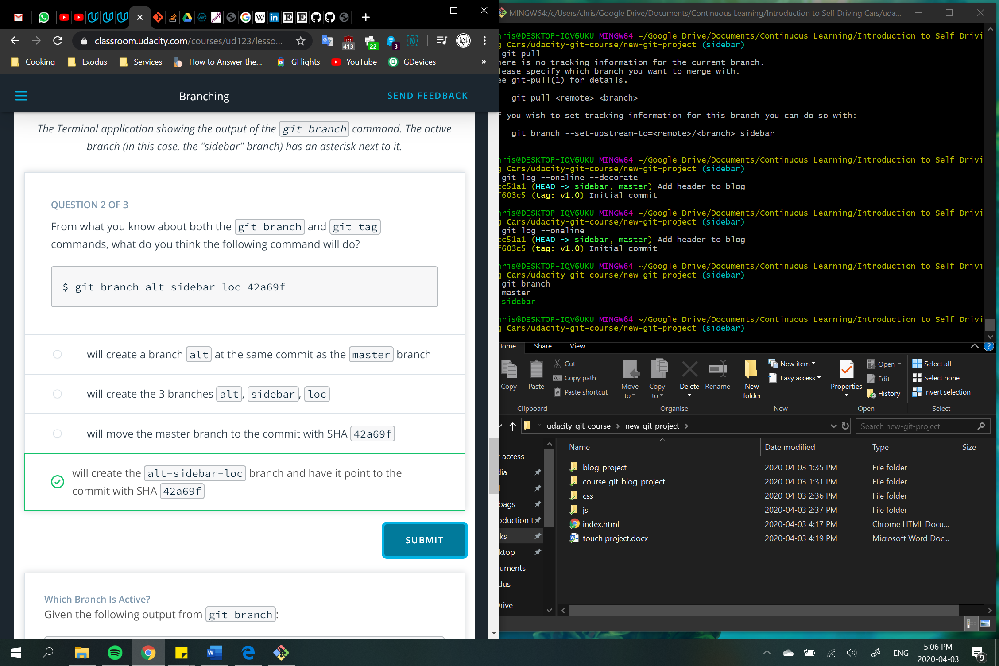 classroom.udacity.com/courses/ud123/lesso...
413
22
3
Cooking
Exodus
Services
How to Answer the...
GFlights
YouTube
GDevices
»
Branching
SEND FEEDBACK
The Terminal application showing the output of the git branch command. The active
branch (in this case, the "sidebar" branch) has an asterisk next to it.
QUESTION 2 OF 3
From what you know about both the git branch and git tag
commands, what do you think the following command will do?
$ git branch alt-sidebar-loc 42a69f
will create a branch alt at the same commit as the master branch
will create the 3 branches alt, sidebar, loc
will move the master branch to the commit with SHA 42a69f
will create the alt-sidebar-loc branch and have it point to the
commit with SHA 42a69f
SUBMIT
Which Branch Is Active?
Given the following output from git branch:
MINGW64:/c/Users/chris/Google Drive/Documents/Continuous Learning/Introduction to Self Driving Cars/uda...
hris@DESKTOP-IQV6UKU MINGW64 ~/Google Drive/Documents/Continuous Learning/Introduction to Self Drivi
g Cars/udacity-git-course/new-git-project (sidebar)
git pull
here is no tracking information for the current branch.
lease specify which branch you want to merge with.
ee git-pull(1) for details.
git pull <remote> <branch>
f you wish to set tracking information for this branch you can do so with:
git branch --set-upstream-to=<remote>/<branch> sidebar
hris@DESKTOP-IQV6UKU MINGW64 ~/Google Drive/Documents/Continuous Learning/Introduction to Self Drivi
g Cars/udacity-git-course/new-git-project (sidebar)
git log --oneline --decorate
cc51a1 (HEAD -> sidebar, master) Add header to blog
f603c5 (tag: v1.0) Initial commit
hris@DESKTOP-IQV6UKU MINGW64 ~/Google Drive/Documents/Continuous Learning/Introduction to Self Drivi
g Cars/udacity-git-course/new-git-project (sidebar)
git log --oneline
cc51a1 (HEAD -> sidebar, master) Add header to blog
f603c5 (tag: v1.0) Initial commit
hris@DESKTOP-IQV6UKU MINGW64 ~/Google Drive/Documents/Continuous Learning/Introduction to Self Drivi
g Cars/udacity-git-course/new-git-project (sidebar)
git branch
master
sidebar
hris@DESKTOP-IQV6UKU MINGW64 ~/Google Drive/Documents/Continuous Learning/Introduction to Self Drivi
g Cars/udacity-git-course/new-git-project (sidebar)
Home
Share
View
Copy
Paste
Cut
Copy path
Paste shortcut
Clipboard
Move to
Copy to
Delete
Rename
Organise
New folder
New item
Easy access
New
Properties
Open
Edit
History
Open
Select all
Select none
Invert selection
Select
« udacity-git-course > new-git-project >
Search new-git-project
Name
Date modified
Type
Size
access
dia
bags
oduction t
ks
ktop
uments
dus
rive
blog-project 2020-04-03 1:35 PM File folder
course-git-blog-project 2020-04-03 1:31 PM File folder
css 2020-04-03 2:36 PM File folder
js 2020-04-03 2:37 PM File folder
index.html 2020-04-03 4:17 PM Chrome HTML Docu...
touch project.docx 2020-04-03 4:19 PM Microsoft Word Doc...
ENG
5:06 PM
2020-04-03
9